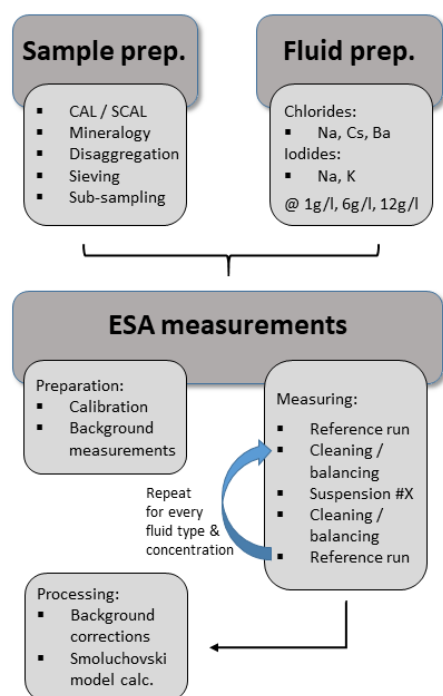 Sample prep.
▪ CAL / SCAL
▪ Mineralogy
▪ Disaggregation
▪ Sieving
▪ Sub-sampling
Fluid prep.
Chlorides:
▪ Na, Cs, Ba
Iodides:
▪ Na, K
@ 1g/l, 6g/l, 12g/l
ESA measurements
Preparation:
▪ Calibration
▪ Background
measurements
Measuring:
▪ Reference run
▪ Cleaning /
balancing
▪ Suspension #X
▪ Cleaning /
balancing
▪ Reference run
Repeat
for every
fluid type &
concentration
Processing:
▪ Background
corrections
▪ Smoluchovski
model calc.